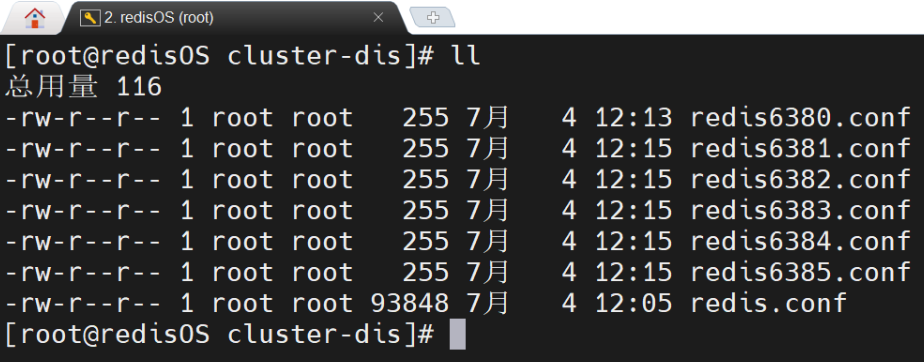 2. redisOS (root)
[root@redisOS cluster-dis]# ll
总用量 116
-rw-r--r-- 1 root root   255 7月   4 12:13 redis6380.conf
-rw-r--r-- 1 root root   255 7月   4 12:15 redis6381.conf
-rw-r--r-- 1 root root   255 7月   4 12:15 redis6382.conf
-rw-r--r-- 1 root root   255 7月   4 12:15 redis6383.conf
-rw-r--r-- 1 root root   255 7月   4 12:15 redis6384.conf
-rw-r--r-- 1 root root   255 7月   4 12:15 redis6385.conf
-rw-r--r-- 1 root root 93848 7月   4 12:05 redis.conf
[root@redisOS cluster-dis]#